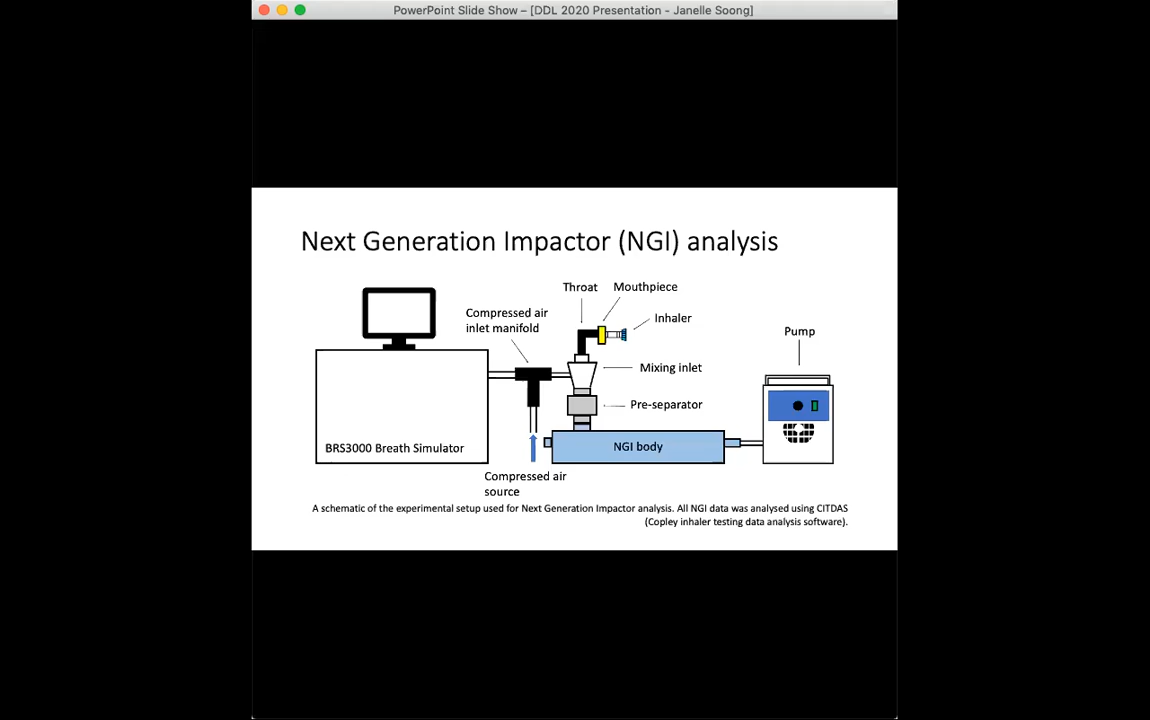 PowerPoint Slide Show – [DDL 2020 Presentation - Janelle Soong]
Next Generation Impactor (NGI) analysis
Throat
Mouthpiece
Compressed air
inlet manifold
Inhaler
Pump
Mixing inlet
Pre-separator
BRS3000 Breath Simulator
NGI body
Compressed air
source
A schematic of the experimental setup used for Next Generation Impactor analysis. All NGI data was analysed using CITDAS
(Copley inhaler testing data analysis software).